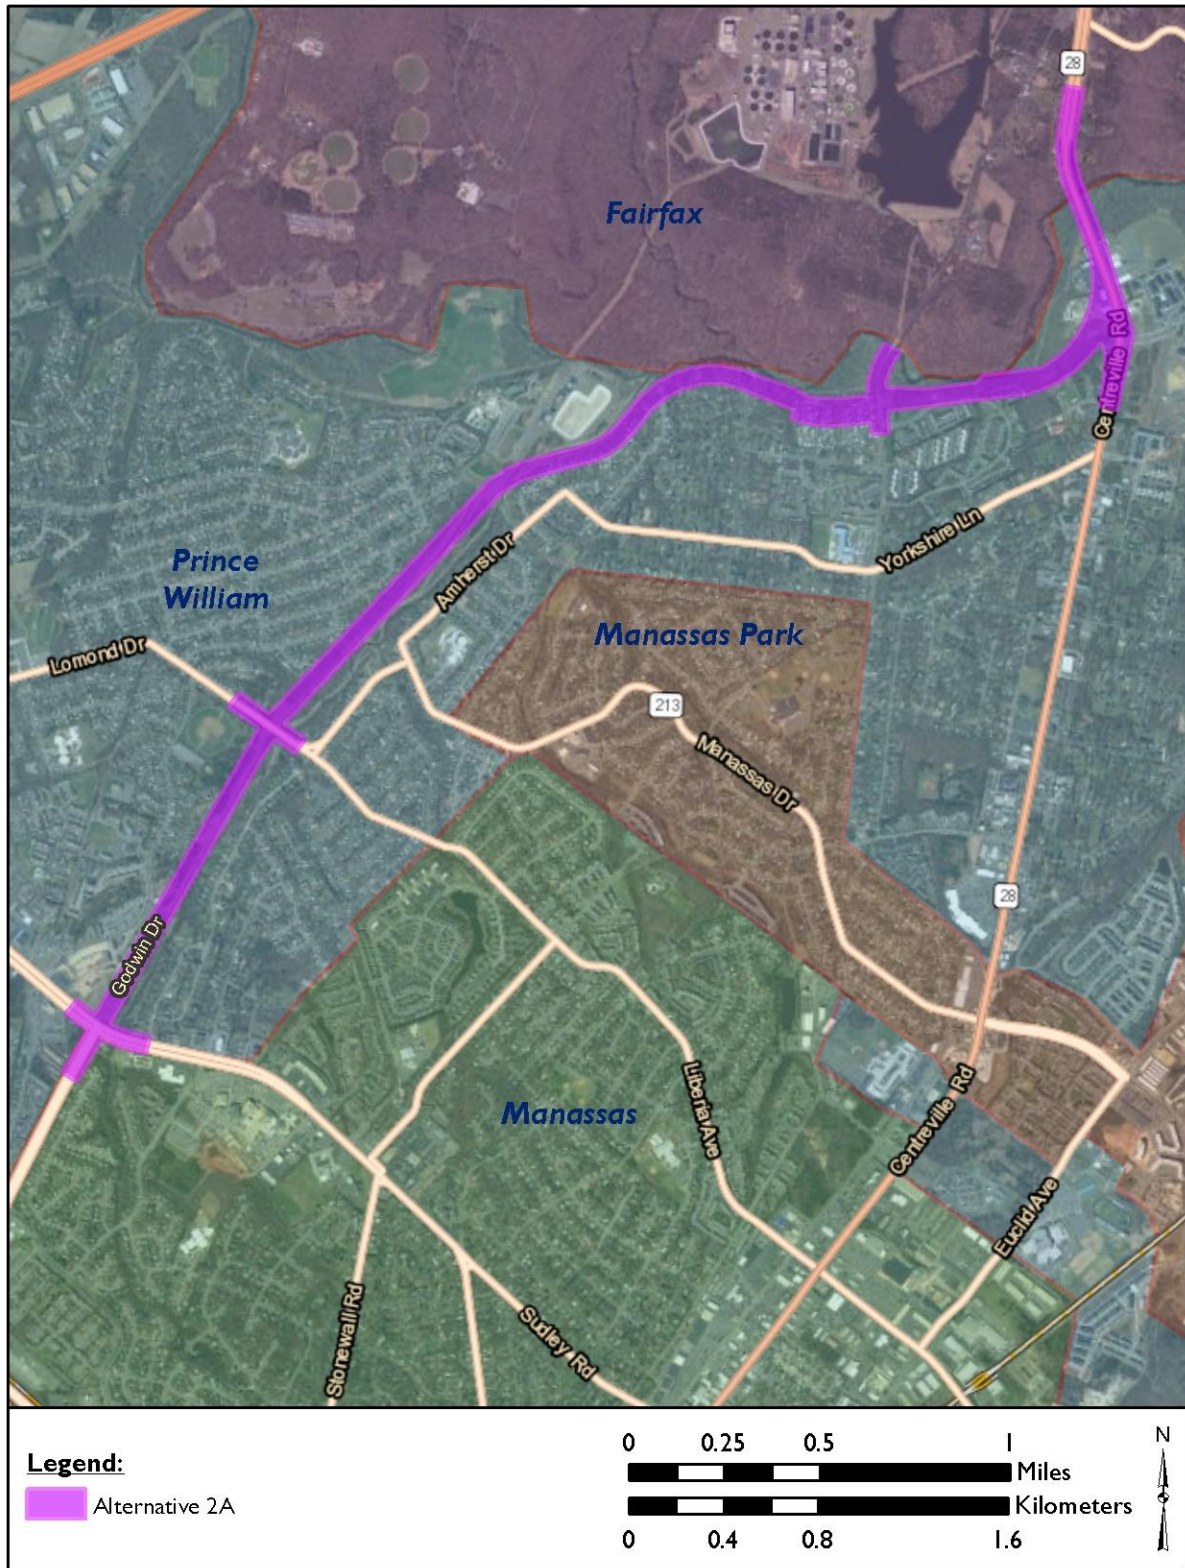 28
Fairfax
Centreville Rd
Prince
William
Amherst Dr
Yorkshire Ln
Manassas Park
Lomond Dr
213
Manassas Dr
28
Godwin Dr
Manassas
Liberia Ave
Centreville Rd
Euclid Ave
Stonewall Rd
Sudley Rd
Legend:
Alternative 2A
0 0.25 0.5 1
Miles
Kilometers
0 0.4 0.8 1.6
N